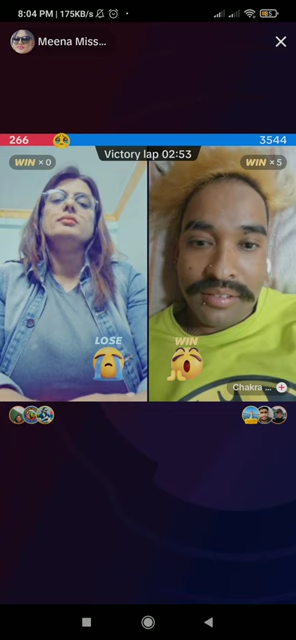 8:04 PM | 175KB/s
5
Meena Miss...
266
3544
WIN × 0
Victory lap 02:53
WIN × 5
LOSE
WIN
Chakra ...